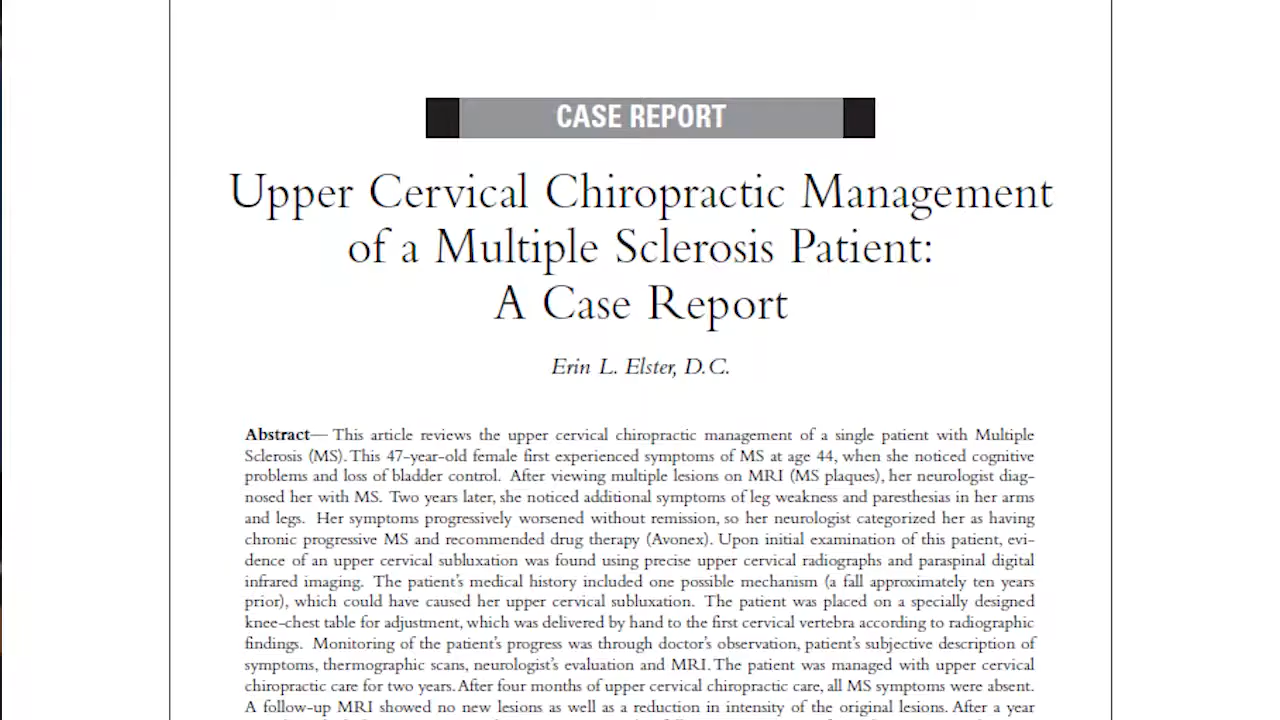 CASE REPORT
Upper Cervical Chiropractic Management
of a Multiple Sclerosis Patient:
A Case Report
Erin L. Elster, D.C.
Abstract— This article reviews the upper cervical chiropractic management of a single patient with Multiple
Sclerosis (MS). This 47-year-old female first experienced symptoms of MS at age 44, when she noticed cognitive
problems and loss of bladder control. After viewing multiple lesions on MRI (MS plaques), her neurologist diag-
nosed her with MS. Two years later, she noticed additional symptoms of leg weakness and paresthesias in her arms
and legs. Her symptoms progressively worsened without remission, so her neurologist categorized her as having
chronic progressive MS and recommended drug therapy (Avonex). Upon initial examination of this patient, evi-
dence of an upper cervical subluxation was found using precise upper cervical radiographs and paraspinal digital
infrared imaging. The patient's medical history included one possible mechanism (a fall approximately ten years
prior), which could have caused her upper cervical subluxation. The patient was placed on a specially designed
knee-chest table for adjustment, which was delivered by hand to the first cervical vertebra according to radiographic
findings. Monitoring of the patient's progress was through doctor's observation, patient's subjective description of
symptoms, thermographic scans, neurologist's evaluation and MRI. The patient was managed with upper cervical
chiropractic care for two years. After four months of upper cervical chiropractic care, all MS symptoms were absent.
A follow-up MRI showed no new lesions as well as a reduction in intensity of the original lesions. After a year